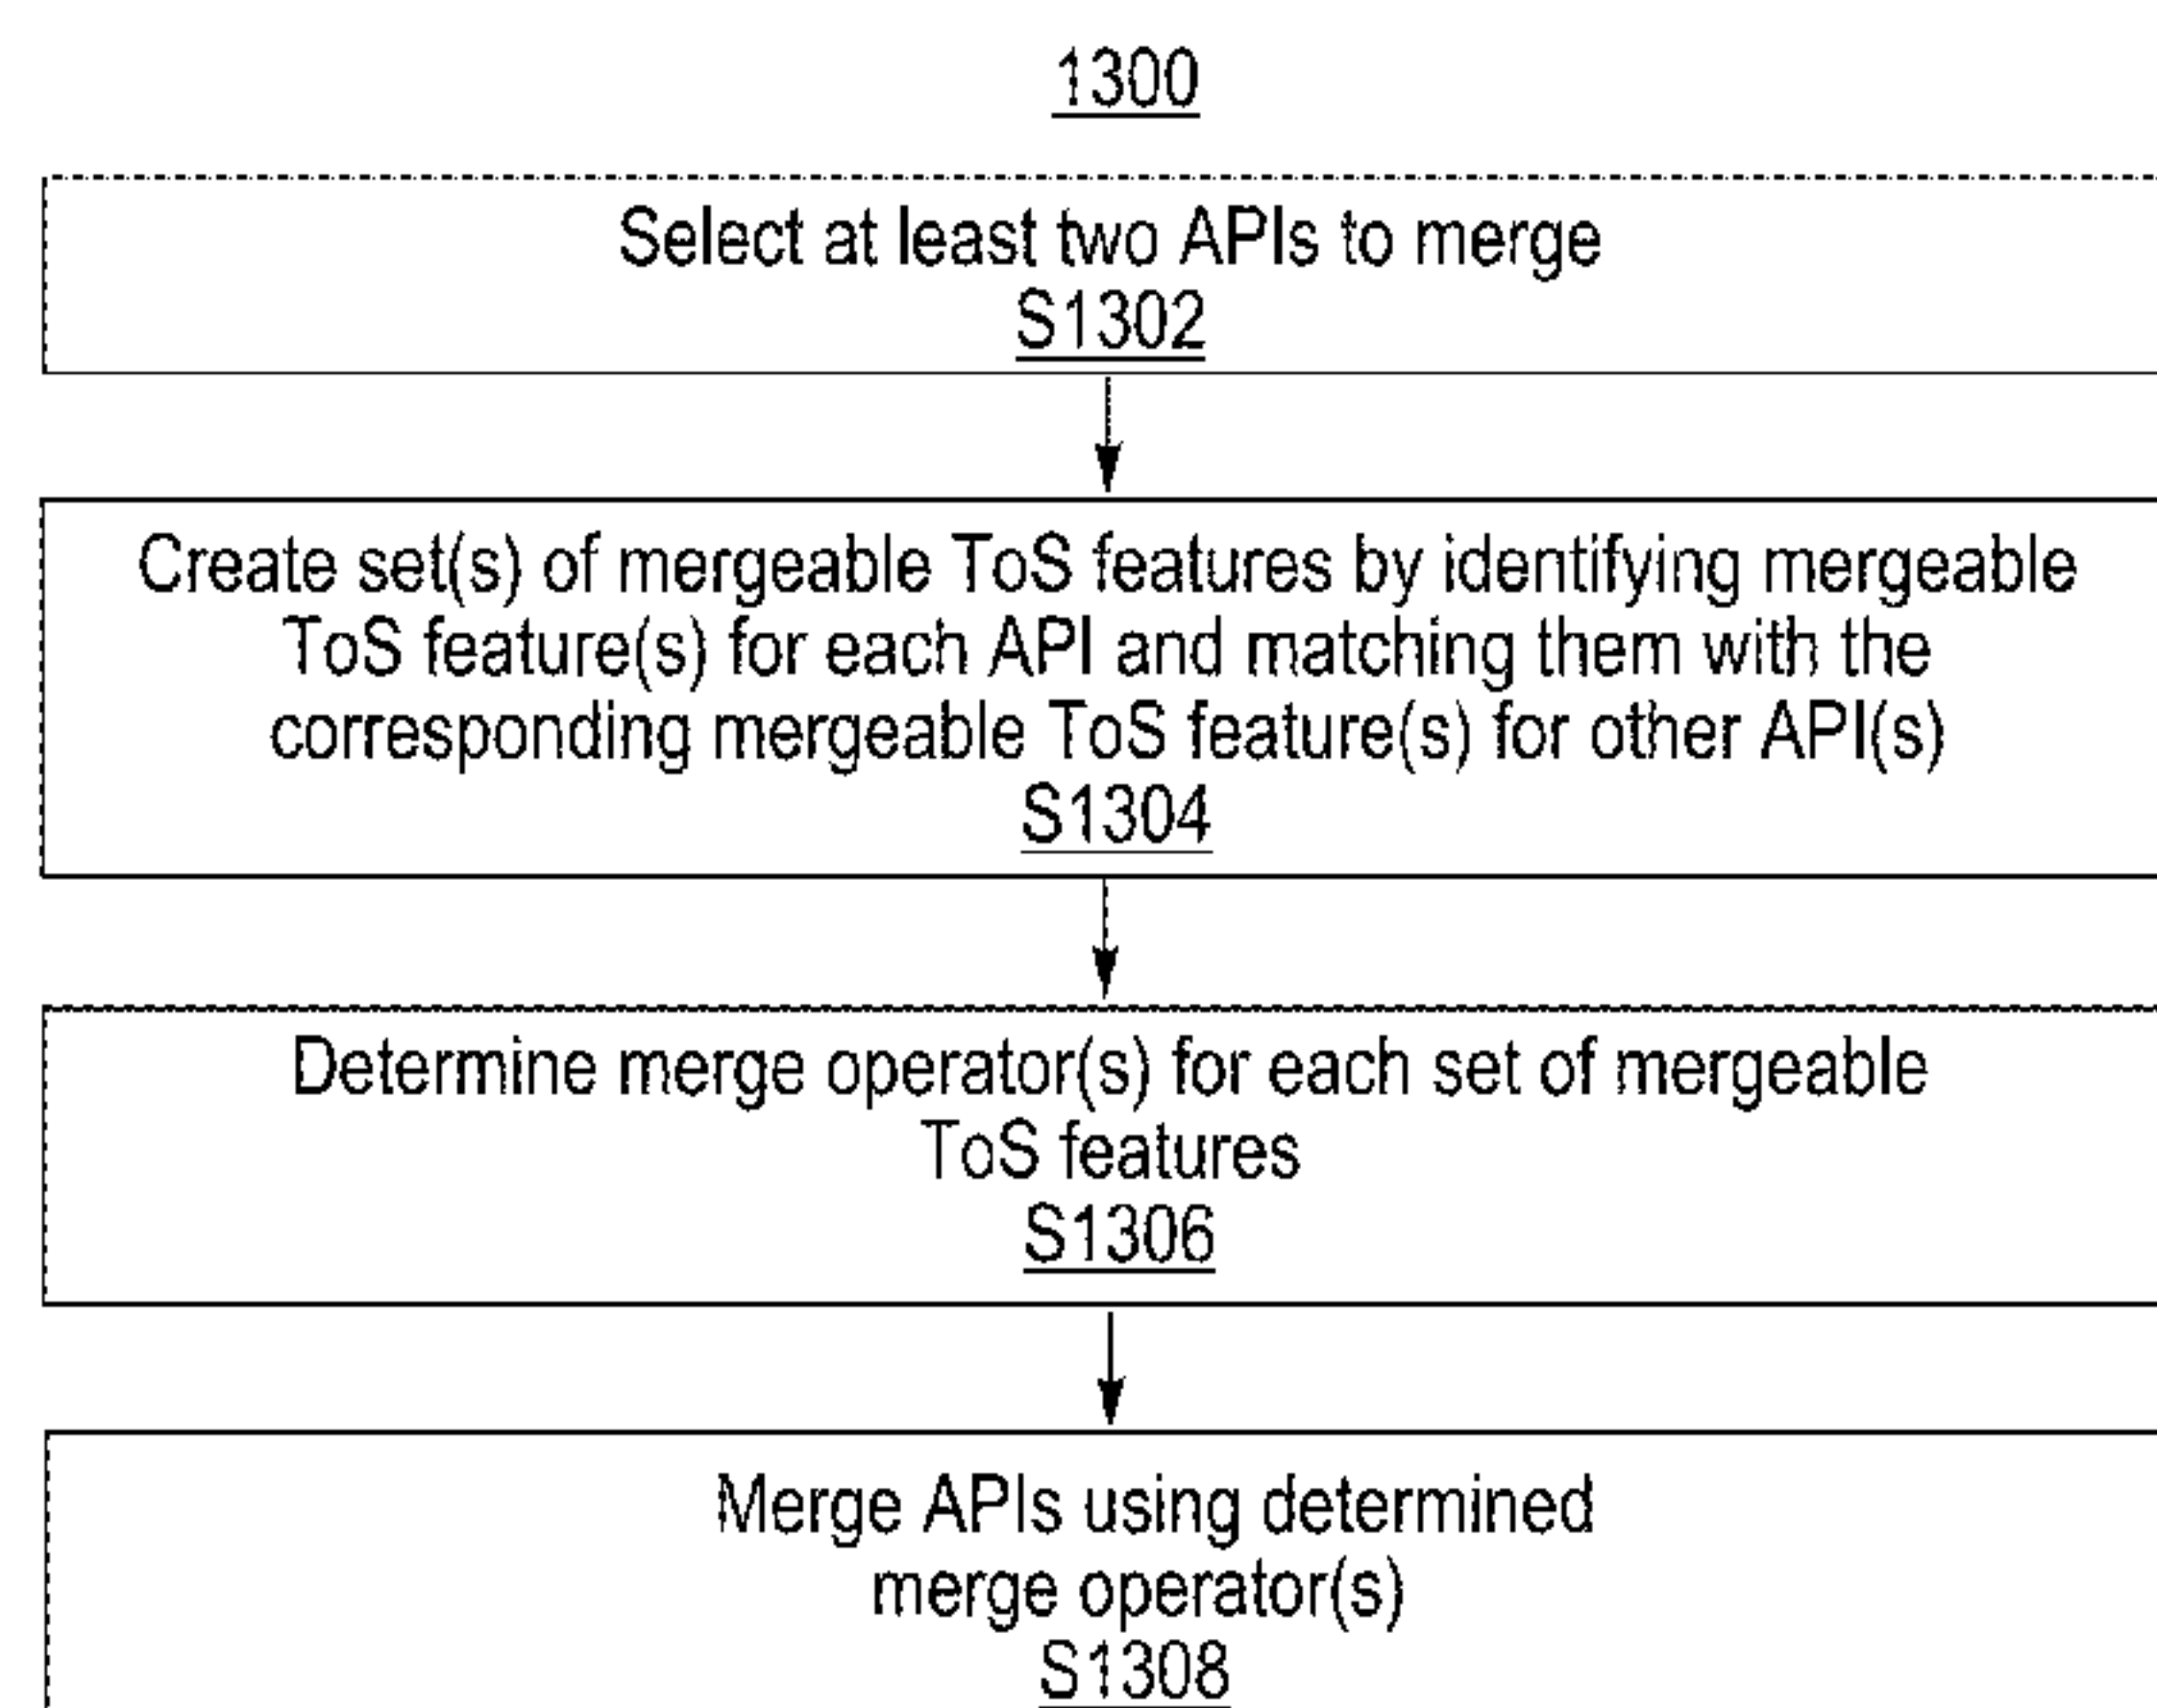 1300
Select at least two APIs to merge
S1302
Create set(s) of mergeable ToS features by identifying mergeable
ToS feature(s) for each API and matching them with the
corresponding mergeable ToS feature(s) for other API(s)
S1304
Determine merge operator(s) for each set of mergeable
ToS features
S1306
Merge APIs using determined
merge operator(s)
S1308